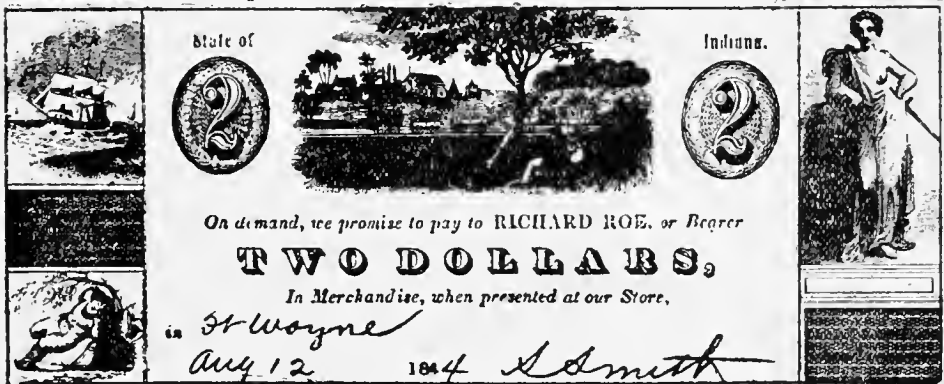 State of Indiana.
2 2
On demand, we promise to pay to RICHARD ROE, or Bearer
TWO DOLLARS,
In Merchandise, when presented at our Store,
in Ft Wayne
Aug 12 1844 S Smith